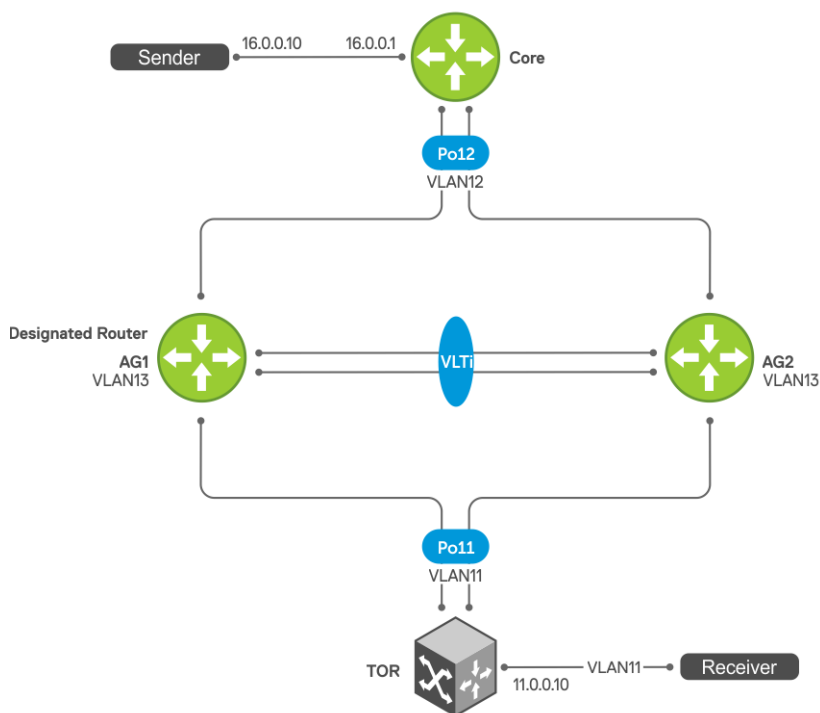 Sender
16.0.0.10
16.0.0.1
Core
Po12
VLAN12
Designated Router
AG1
VLAN13
VLTi
AG2
VLAN13
Po11
VLAN11
TOR
11.0.0.10
VLAN11
Receiver